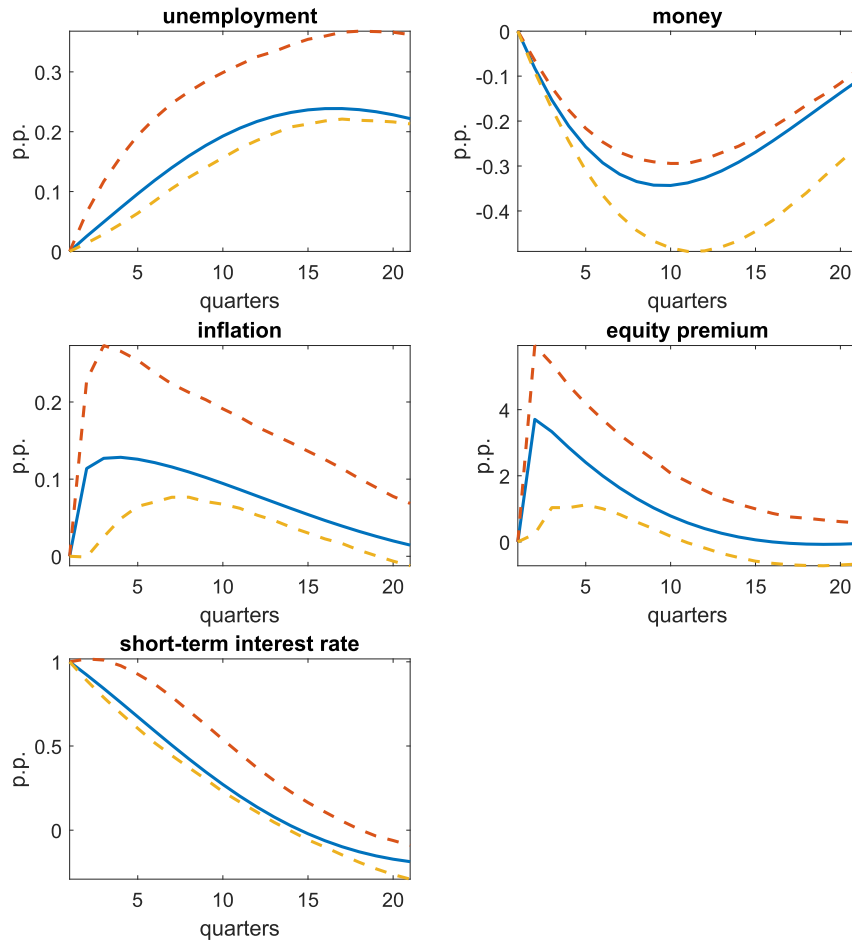 unemployment
0.3
0.2
0.1
0
p.p.
5 10 15 20
quarters
money
0
-0.1
-0.2
-0.3
-0.4
p.p.
5 10 15 20
quarters
inflation
0.2
0.1
0
p.p.
5 10 15 20
quarters
equity premium
4
2
0
p.p.
5 10 15 20
quarters
short-term interest rate
1
0.5
0
p.p.
5 10 15 20
quarters